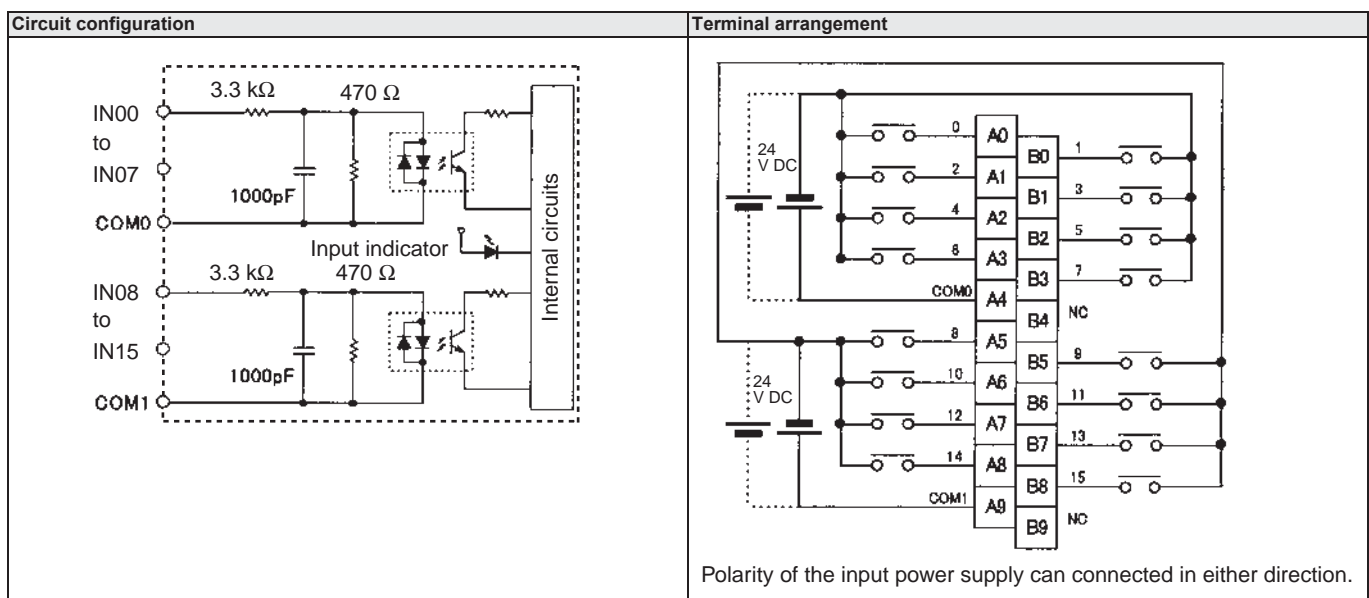 Circuit configuration
3.3 kΩ
470 Ω
IN00
to
IN07
1000pF
COM0
Input indicator
3.3 kΩ
470 Ω
IN08
to
IN15
1000pF
COM1
Internal circuits
Terminal arrangement
24
V DC
0
A0
B0
1
2
A1
B1
3
4
A2
B2
5
6
A3
B3
7
COM0
A4
B4
NC
8
A5
B5
9
24
V DC
10
A6
B6
11
12
A7
B7
13
14
A8
B8
15
COM1
A9
B9
NC
Polarity of the input power supply can connected in either direction.